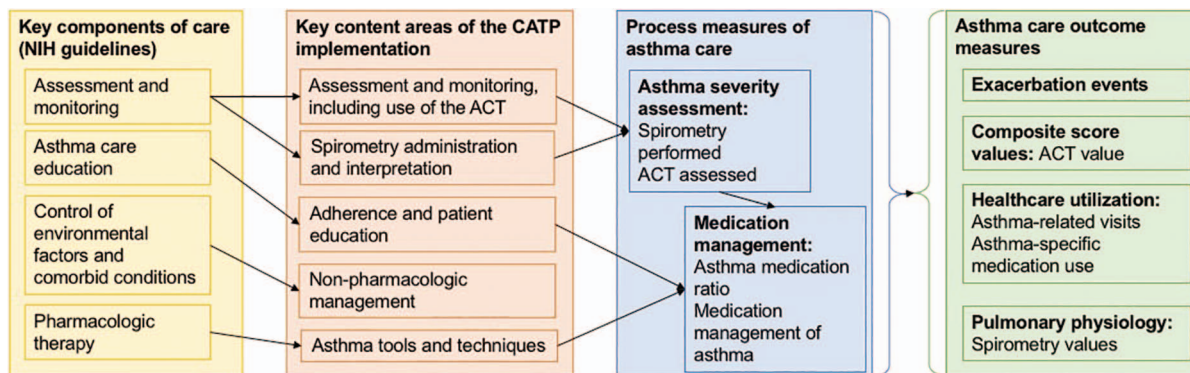 Key components of care
(NIH guidelines)
Assessment and
monitoring
Asthma care
education
Control of
environmental
factors and
comorbid conditions
Pharmacologic
therapy
Key content areas of the CATP
implementation
Assessment and monitoring,
including use of the ACT
Spirometry administration
and interpretation
Adherence and patient
education
Non-pharmacologic
management
Asthma tools and techniques
Process measures of
asthma care
Asthma severity
assessment:
Spirometry
performed
ACT assessed
Medication
management:
Asthma medication
ratio
Medication
management of
asthma
Asthma care outcome
measures
Exacerbation events
Composite score
values: ACT value
Healthcare utilization:
Asthma-related visits
Asthma-specific
medication use
Pulmonary physiology:
Spirometry values